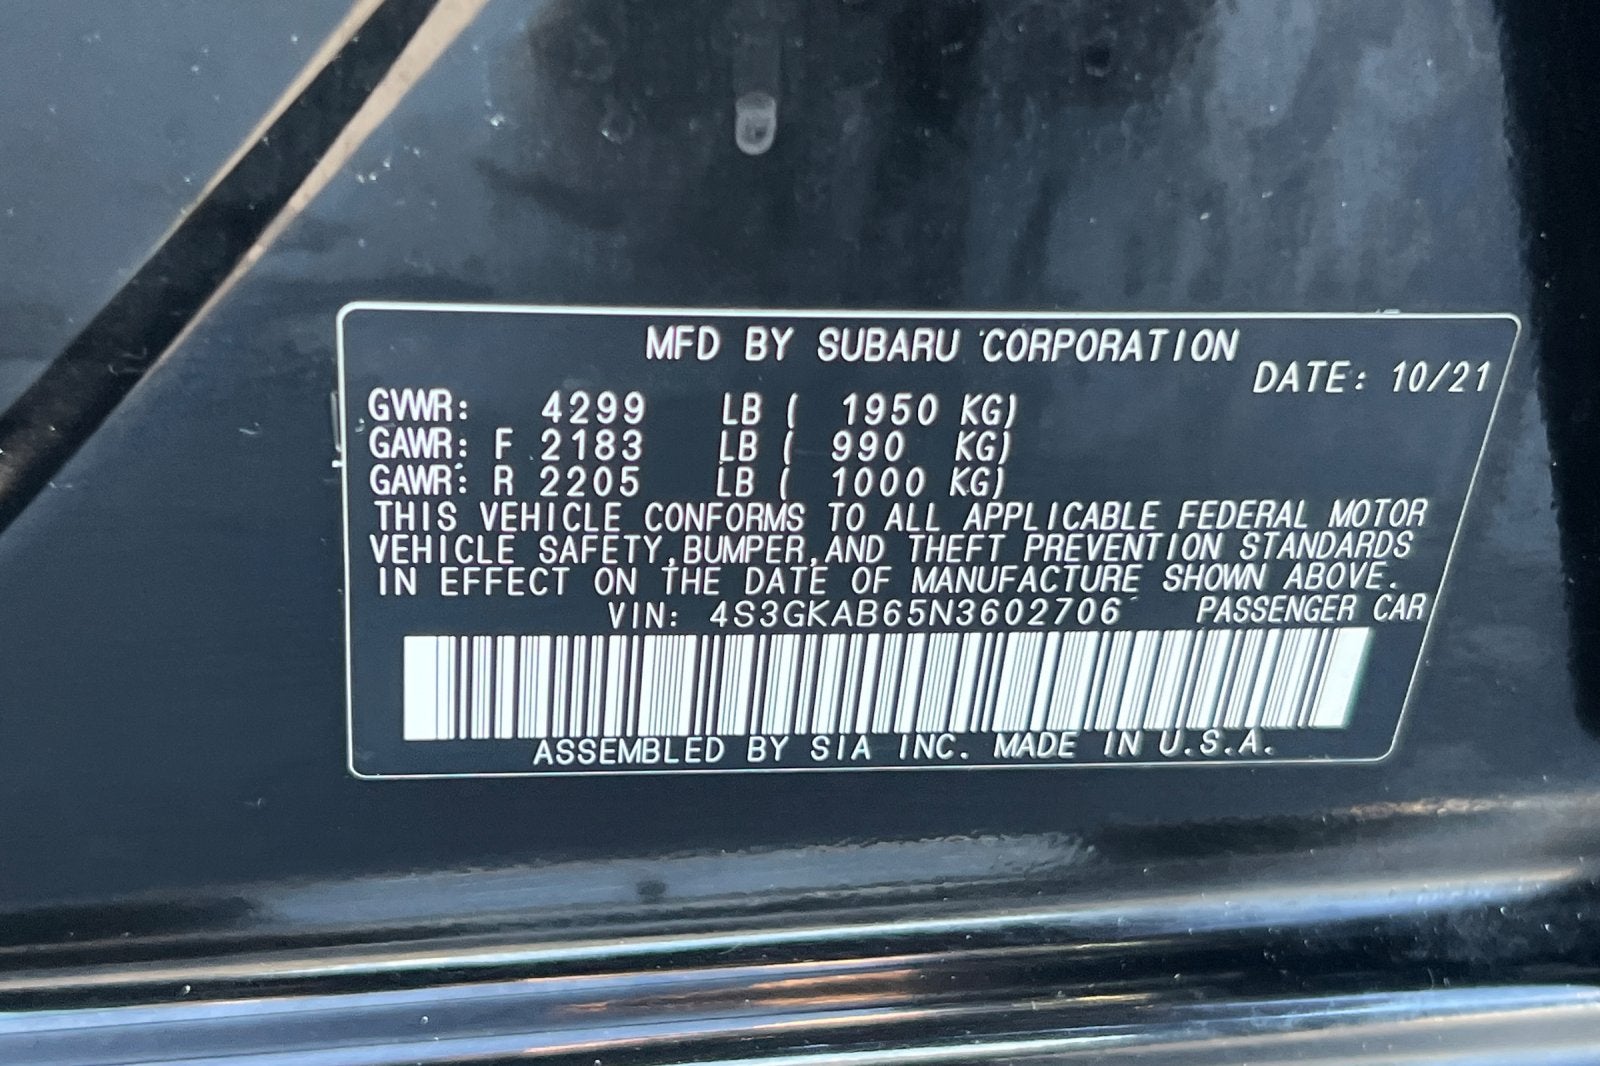 MFD BY SUBARU CORPORATION
DATE: 10/21
GVWR: 4299 LB ( 1950 KG)
GAWR: F 2183 LB ( 990 KG)
GAWR: R 2205 LB ( 1000 KG)
THIS VEHICLE CONFORMS TO ALL APPLICABLE FEDERAL MOTOR
VEHICLE SAFETY,BUMPER,AND THEFT PREVENTION STANDARDS
IN EFFECT ON THE DATE OF MANUFACTURE SHOWN ABOVE.
VIN: 4S3GKAB65N3602706 PASSENGER CAR
ASSEMBLED BY SIA INC. MADE IN U.S.A.